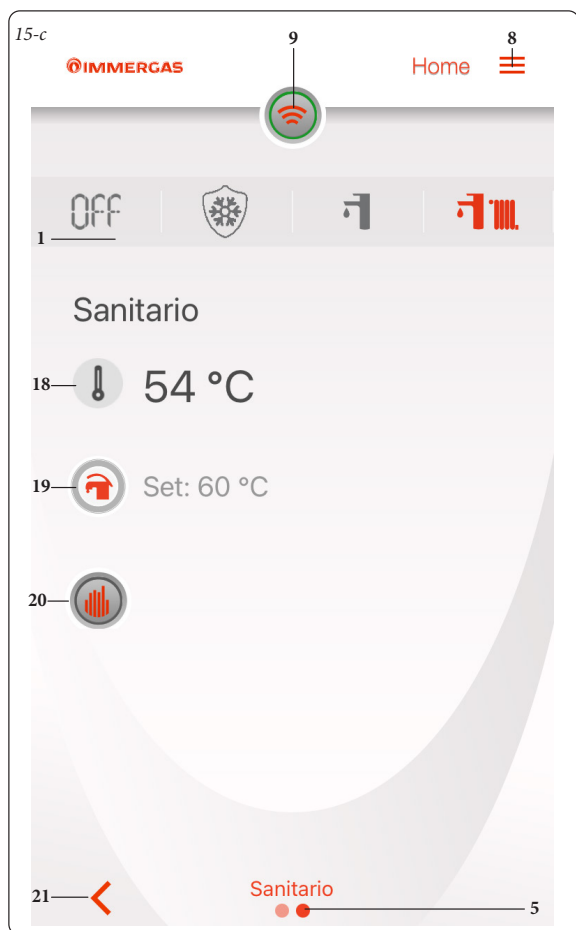 15-c
9
8
IMMERGAS
Home
OFF
1
Sanitario
18
54 °C
19
Set: 60 °C
20
Sanitario
21
5